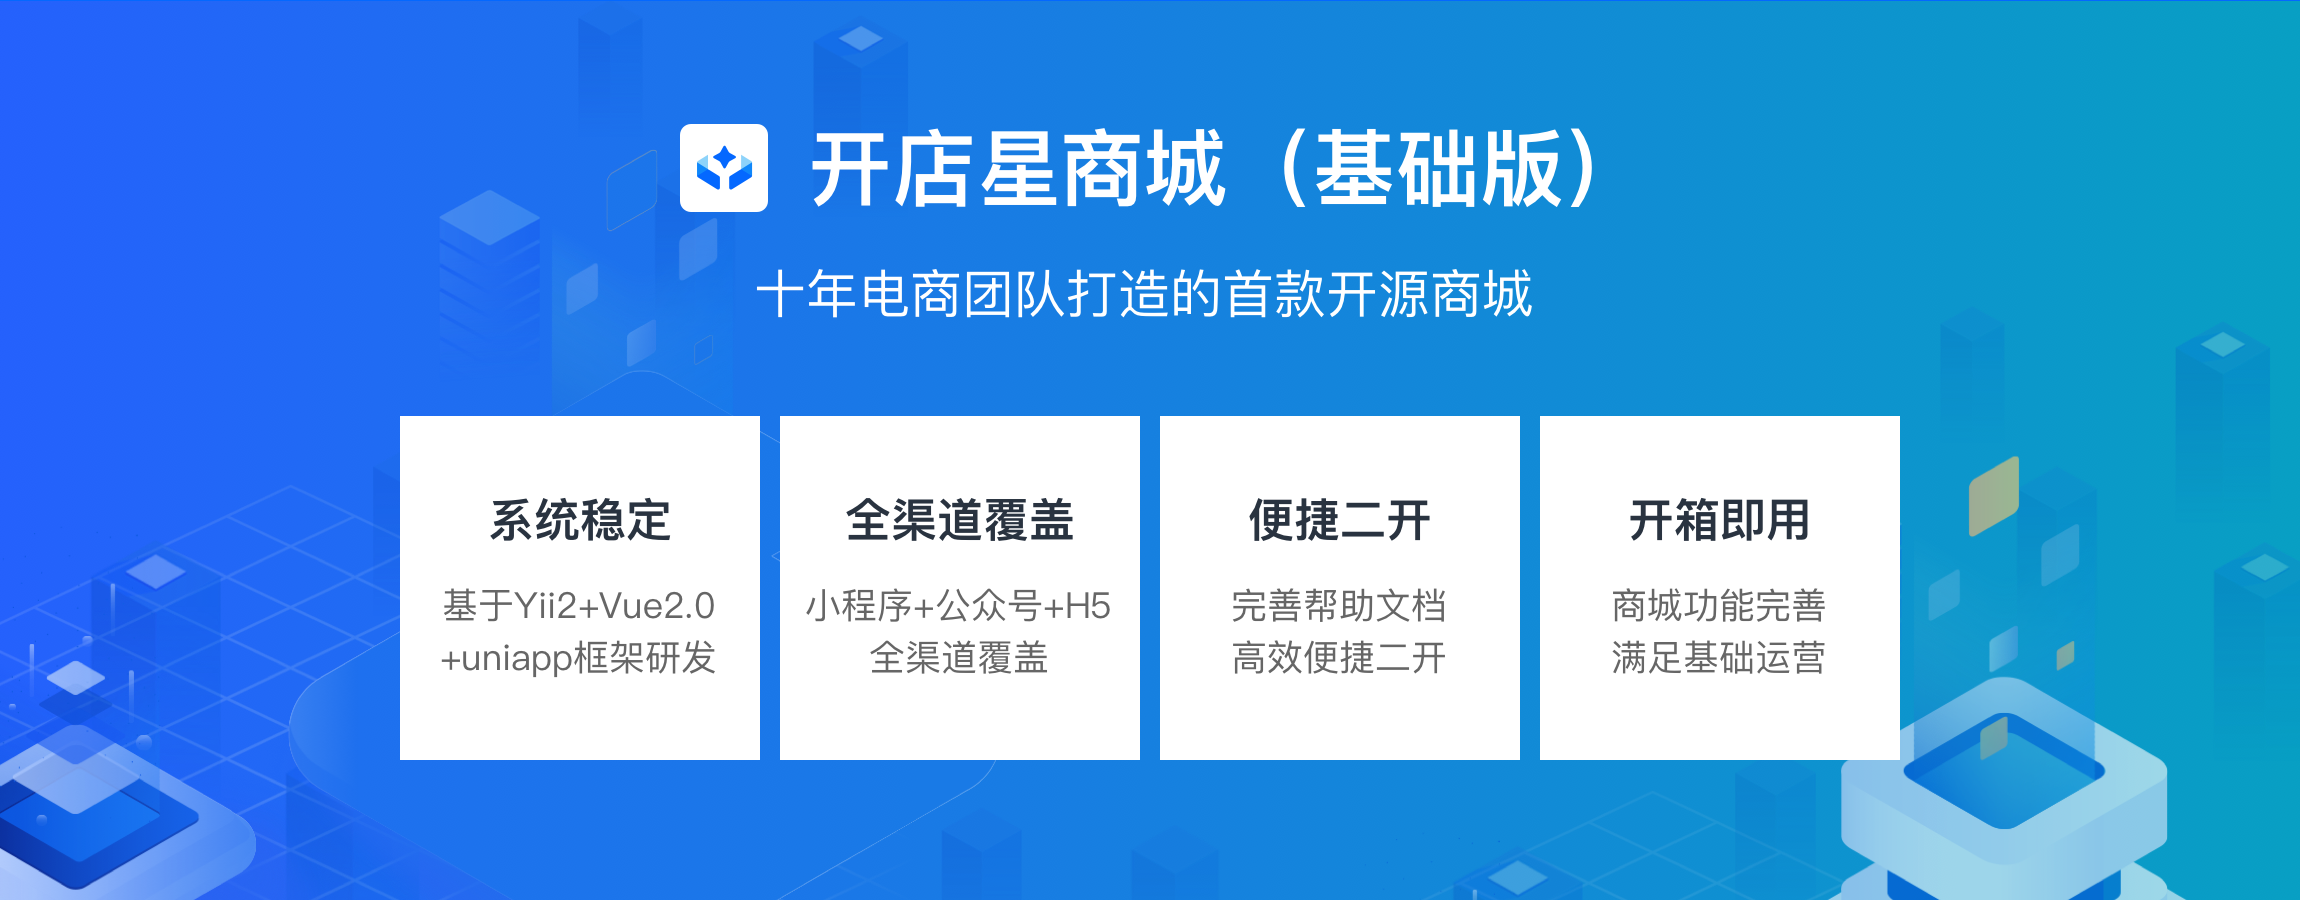 开店星商城（基础版）
十年电商团队打造的首款开源商城
系统稳定
基于Yii2+Vue2.0
+uniapp框架研发
全渠道覆盖
小程序+公众号+H5
全渠道覆盖
便捷二开
完善帮助文档
高效便捷二开
开箱即用
商城功能完善
满足基础运营